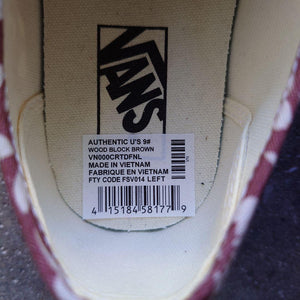 VANS
AUTHENTIC U'S 9#
WOOD BLOCK BROWN
VN000CRTDFNL
MADE IN VIETNAM
FABRIQUE EN VIETNAM
FTY CODE FSV014 LEFT
4 15184 58177 9